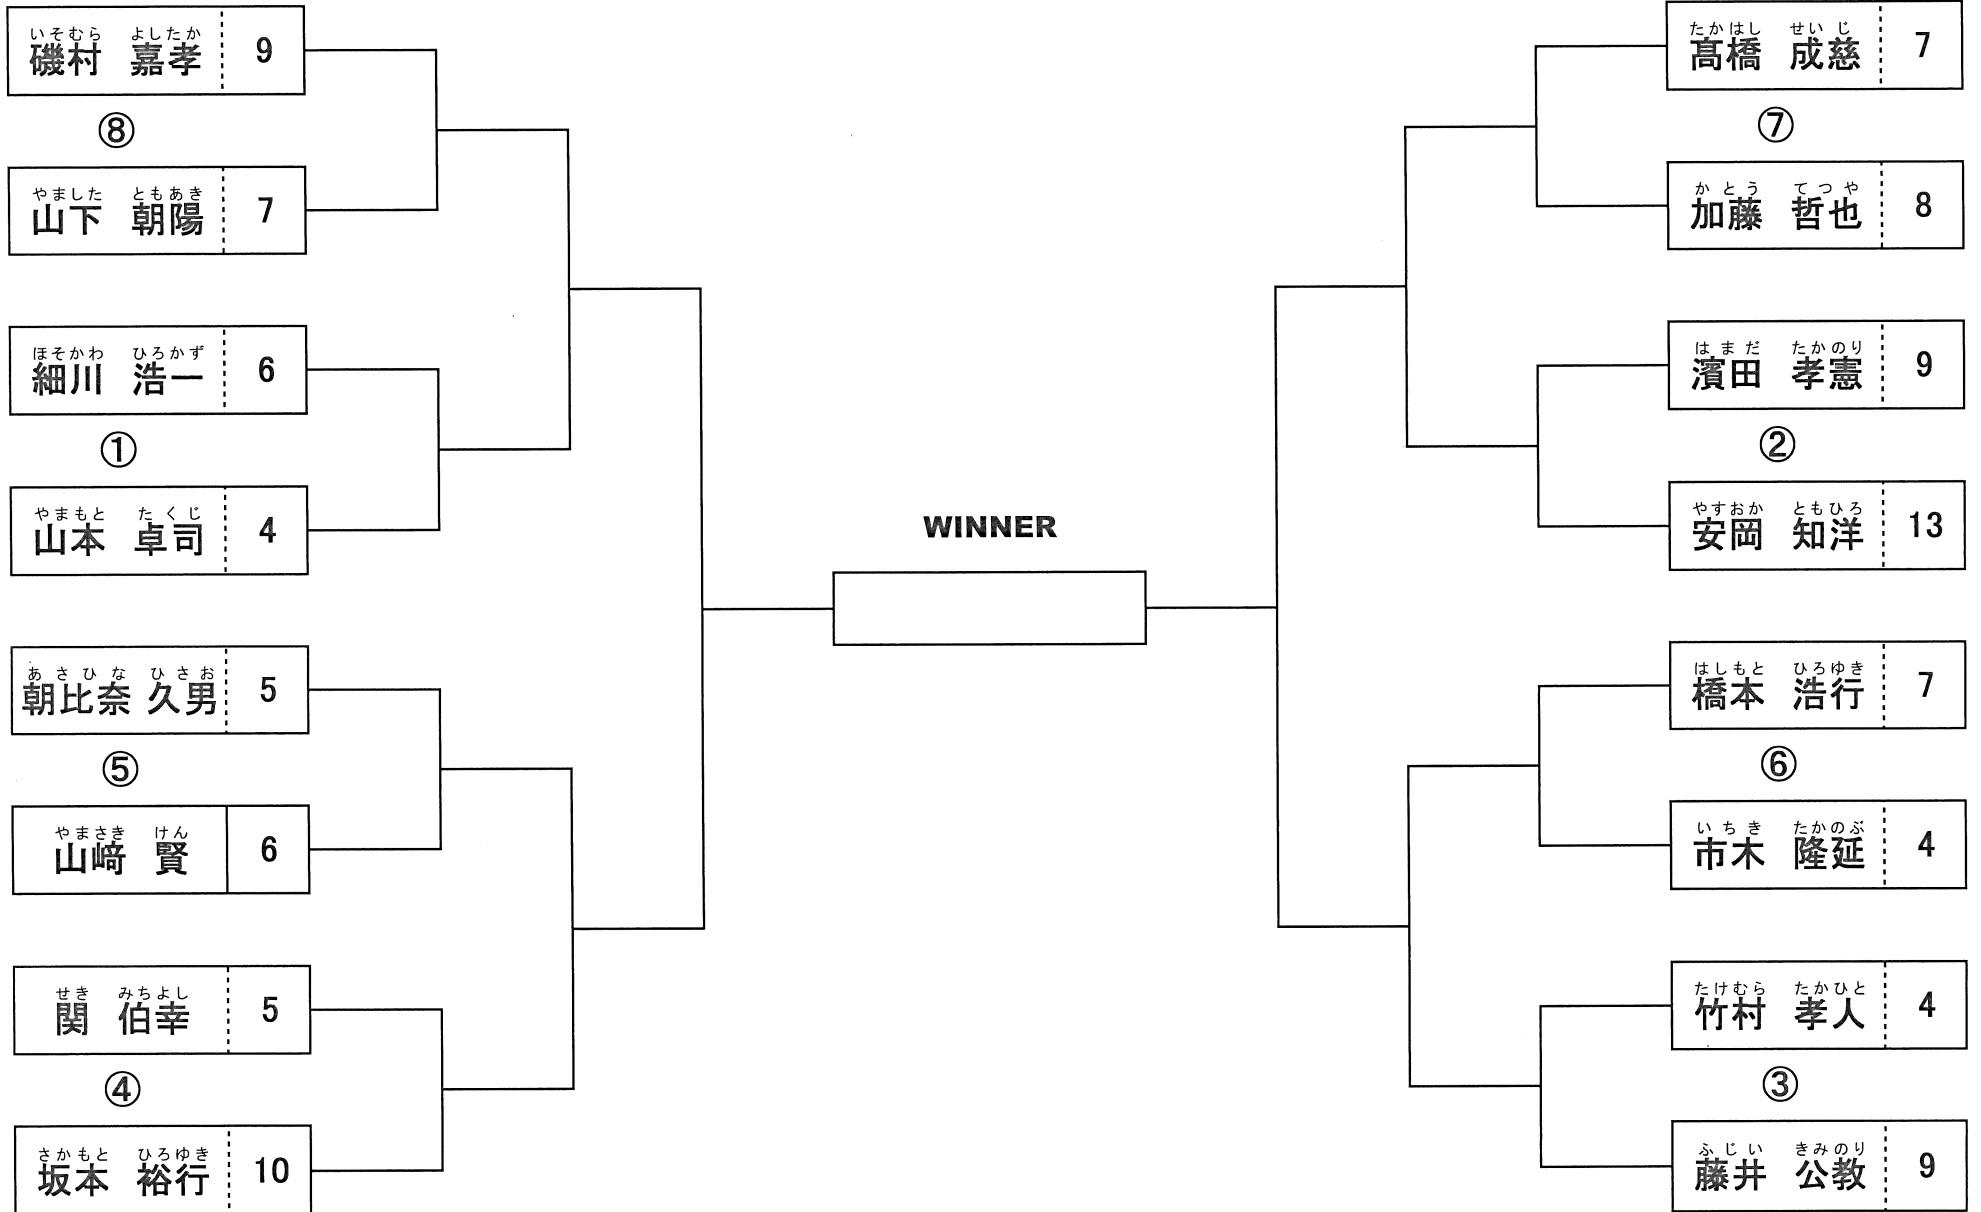 いそむら よしたか
磯村 嘉孝 9
⑧
やました ともあき
山下 朝陽 7
ほそかわ ひろかず
細川 浩一 6
①
やまもと たくじ
山本 卓司 4
あさひな ひさお
朝比奈 久男 5
⑤
やまさき けん
山﨑 賢 6
せき みちよし
関 伯幸 5
④
さかもと ひろゆき
坂本 裕行 10
WINNER
たかはし せいじ
髙橋 成慈 7
⑦
かとう てつや
加藤 哲也 8
はまだ たかのり
濱田 孝憲 9
②
やすおか ともひろ
安岡 知洋 13
はしもと ひろゆき
橋本 浩行 7
⑥
いちき たかのぶ
市木 隆延 4
たけむら たかひと
竹村 孝人 4
③
ふじい きみのり
藤井 公教 9